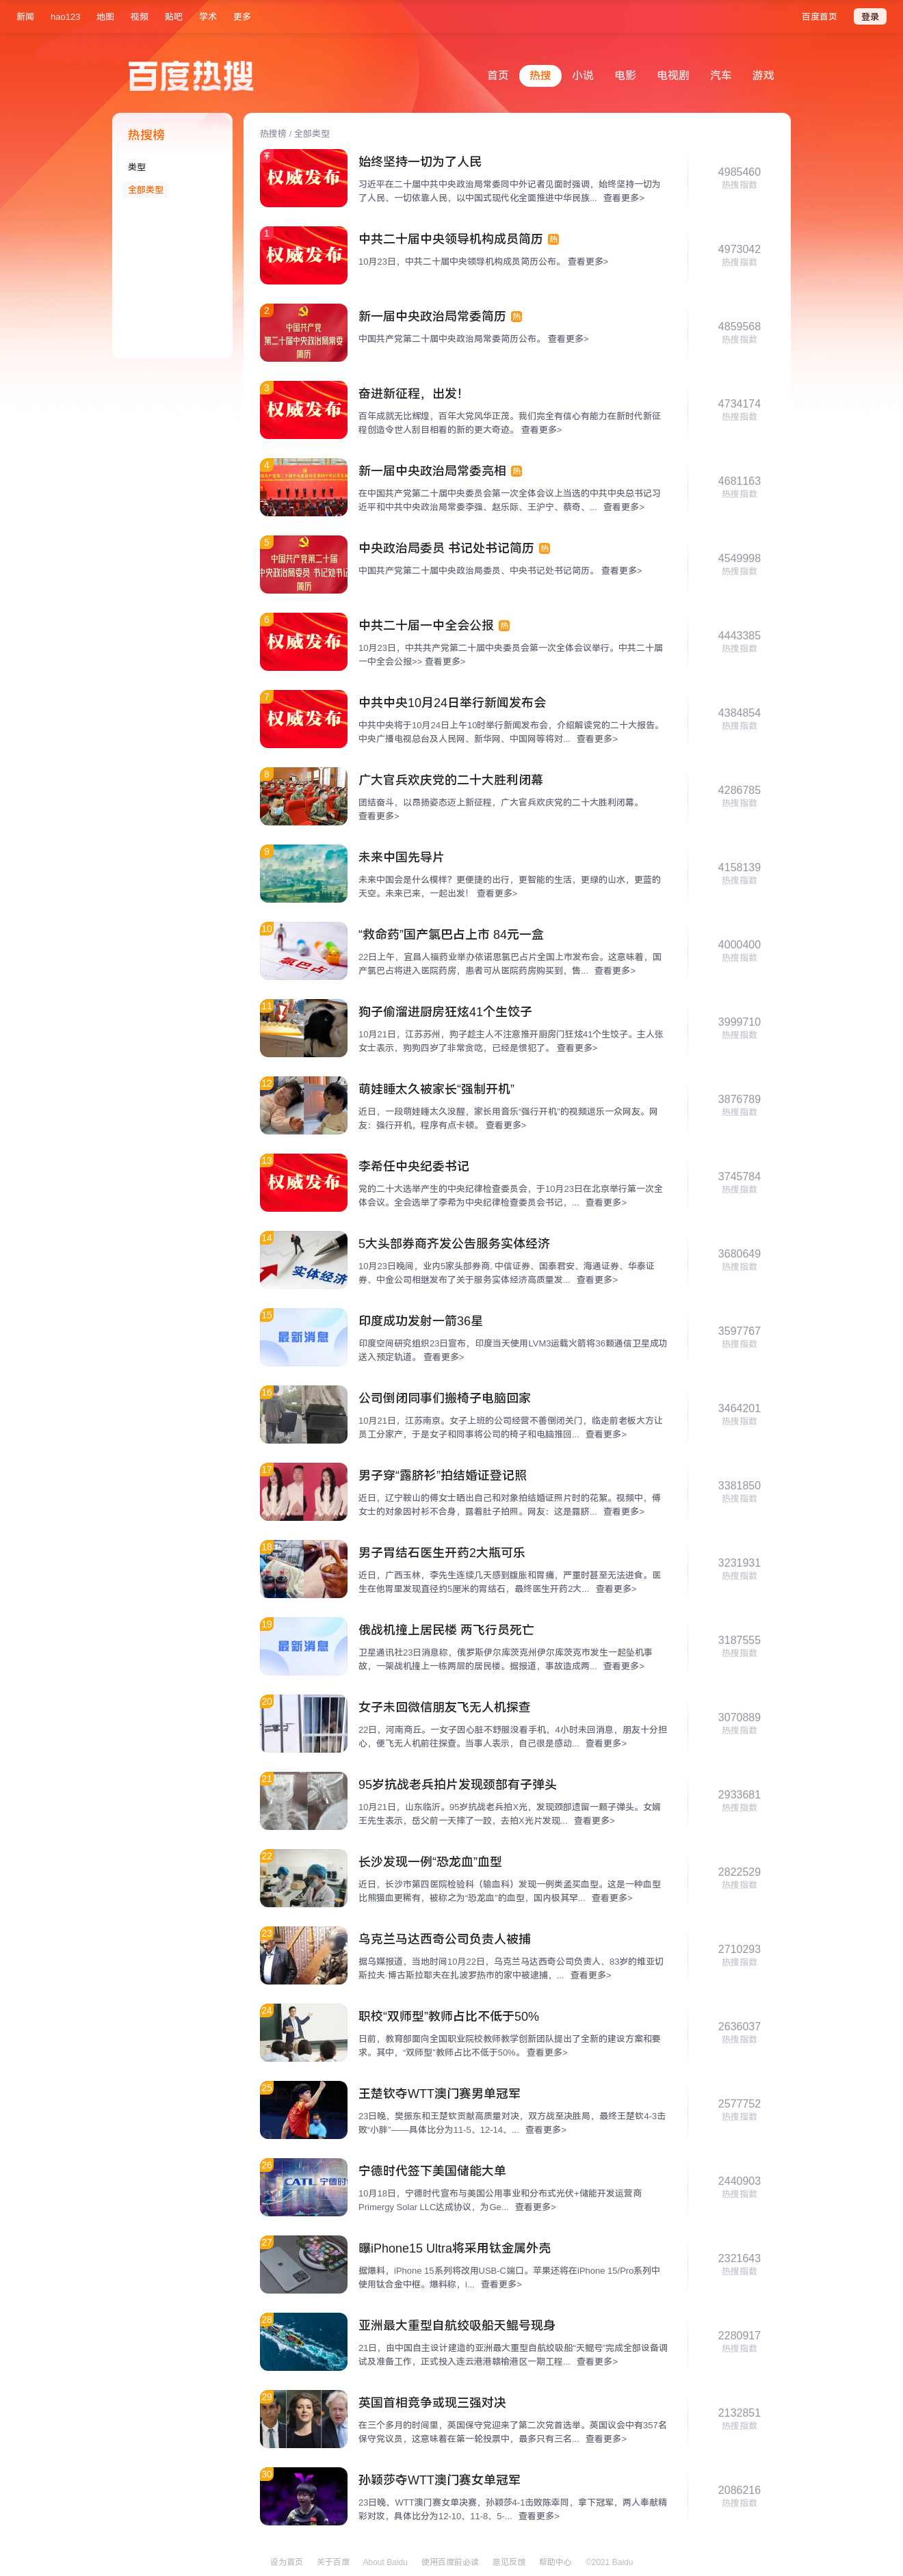 新闻 hao123 地图 视频 贴吧 学术 更多
百度首页 登录
百度热搜
首页 热搜 小说 电影 电视剧 汽车 游戏
热搜榜
类型
全部类型
热搜榜 / 全部类型
权威发布
始终坚持一切为了人民
习近平在二十届中共中央政治局常委同中外记者见面时强调，始终坚持一切为
了人民、一切依靠人民，以中国式现代化全面推进中华民族... 查看更多>
4985460
热搜指数
1
权威发布
中共二十届中央领导机构成员简历 热
10月23日，中共二十届中央领导机构成员简历公布。 查看更多>
4973042
热搜指数
2
中国共产党
第二十届中央政治局常委
简历
新一届中央政治局常委简历 热
中国共产党第二十届中央政治局常委简历公布。 查看更多>
4859568
热搜指数
3
权威发布
奋进新征程，出发！
百年成就无比辉煌，百年大党风华正茂。我们完全有信心有能力在新时代新征
程创造令世人刮目相看的新的更大奇迹。 查看更多>
4734174
热搜指数
4
新一届中央政治局常委亮相 热
在中国共产党第二十届中央委员会第一次全体会议上当选的中共中央总书记习
近平和中共中央政治局常委李强、赵乐际、王沪宁、蔡奇、... 查看更多>
4681163
热搜指数
5
中国共产党第二十届
中央政治局委员 书记处书记
简历
中央政治局委员 书记处书记简历 热
中国共产党第二十届中央政治局委员、中央书记处书记简历。 查看更多>
4549998
热搜指数
6
权威发布
中共二十届一中全会公报 热
10月23日，中共共产党第二十届中央委员会第一次全体会议举行。中共二十届
一中全会公报>> 查看更多>
4443385
热搜指数
7
权威发布
中共中央10月24日举行新闻发布会
中共中央将于10月24日上午10时举行新闻发布会，介绍解读党的二十大报告。
中央广播电视总台及人民网、新华网、中国网等将对... 查看更多>
4384854
热搜指数
8
广大官兵欢庆党的二十大胜利闭幕
团结奋斗，以昂扬姿态迈上新征程，广大官兵欢庆党的二十大胜利闭幕。
查看更多>
4286785
热搜指数
9
未来中国先导片
未来中国会是什么模样？更便捷的出行，更智能的生活，更绿的山水，更蓝的
天空。未来已来，一起出发！ 查看更多>
4158139
热搜指数
10
氯巴占
“救命药”国产氯巴占上市 84元一盒
22日上午，宜昌人福药业举办依诺思氯巴占片全国上市发布会。这意味着，国
产氯巴占将进入医院药房，患者可从医院药房购买到，售... 查看更多>
4000400
热搜指数
11
狗子偷溜进厨房狂炫41个生饺子
10月21日，江苏苏州，狗子趁主人不注意推开厨房门狂炫41个生饺子。主人张
女士表示，狗狗四岁了非常贪吃，已经是惯犯了。 查看更多>
3999710
热搜指数
12
萌娃睡太久被家长“强制开机”
近日，一段萌娃睡太久没醒，家长用音乐“强行开机”的视频逗乐一众网友。网
友：强行开机，程序有点卡顿。 查看更多>
3876789
热搜指数
13
权威发布
李希任中央纪委书记
党的二十大选举产生的中央纪律检查委员会，于10月23日在北京举行第一次全
体会议。全会选举了李希为中央纪律检查委员会书记，... 查看更多>
3745784
热搜指数
14
实体经济
5大头部券商齐发公告服务实体经济
10月23日晚间，业内5家头部券商, 中信证券、国泰君安、海通证券、华泰证
券、中金公司相继发布了关于服务实体经济高质量发... 查看更多>
3680649
热搜指数
15
最新消息
印度成功发射一箭36星
印度空间研究组织23日宣布，印度当天使用LVM3运载火箭将36颗通信卫星成功
送入预定轨道。 查看更多>
3597767
热搜指数
16
公司倒闭同事们搬椅子电脑回家
10月21日，江苏南京。女子上班的公司经营不善倒闭关门，临走前老板大方让
员工分家产，于是女子和同事将公司的椅子和电脑推回... 查看更多>
3464201
热搜指数
17
男子穿“露脐衫”拍结婚证登记照
近日，辽宁鞍山的傅女士晒出自己和对象拍结婚证照片时的花絮。视频中，傅
女士的对象因衬衫不合身，露着肚子拍照。网友：这是露脐... 查看更多>
3381850
热搜指数
18
男子胃结石医生开药2大瓶可乐
近日，广西玉林，李先生连续几天感到腹胀和胃痛，严重时甚至无法进食。医
生在他胃里发现直径约5厘米的胃结石，最终医生开药2大... 查看更多>
3231931
热搜指数
19
最新消息
俄战机撞上居民楼 两飞行员死亡
卫星通讯社23日消息称，俄罗斯伊尔库茨克州伊尔库茨克市发生一起坠机事
故，一架战机撞上一栋两层的居民楼。据报道，事故造成两... 查看更多>
3187555
热搜指数
20
女子未回微信朋友飞无人机探查
22日，河南商丘。一女子因心脏不舒服没看手机，4小时未回消息，朋友十分担
心，便飞无人机前往探查。当事人表示，自己很是感动... 查看更多>
3070889
热搜指数
21
95岁抗战老兵拍片发现颈部有子弹头
10月21日，山东临沂。95岁抗战老兵拍X光，发现颈部遗留一颗子弹头。女婿
王先生表示，岳父前一天摔了一跤，去拍X光片发现... 查看更多>
2933681
热搜指数
22
长沙发现一例“恐龙血”血型
近日，长沙市第四医院检验科（输血科）发现一例类孟买血型。这是一种血型
比熊猫血更稀有，被称之为“恐龙血”的血型，国内极其罕... 查看更多>
2822529
热搜指数
23
乌克兰马达西奇公司负责人被捕
据乌媒报道，当地时间10月22日，乌克兰马达西奇公司负责人、83岁的维亚切
斯拉夫·博古斯拉耶夫在扎波罗热市的家中被逮捕，... 查看更多>
2710293
热搜指数
24
职校“双师型”教师占比不低于50%
日前，教育部面向全国职业院校教师教学创新团队提出了全新的建设方案和要
求。其中，“双师型”教师占比不低于50%。 查看更多>
2636037
热搜指数
25
王楚钦夺WTT澳门赛男单冠军
23日晚，樊振东和王楚钦贡献高质量对决，双方战至决胜局，最终王楚钦4-3击
败“小胖”——具体比分为11-5、12-14、... 查看更多>
2577752
热搜指数
26
CATL 宁德时
宁德时代签下美国储能大单
10月18日，宁德时代宣布与美国公用事业和分布式光伏+储能开发运营商
Primergy Solar LLC达成协议，为Ge... 查看更多>
2440903
热搜指数
27
曝iPhone15 Ultra将采用钛金属外壳
据爆料，iPhone 15系列将改用USB-C端口。苹果还将在iPhone 15/Pro系列中
使用钛合金中框。爆料称，i... 查看更多>
2321643
热搜指数
28
亚洲最大重型自航绞吸船天鲲号现身
21日，由中国自主设计建造的亚洲最大重型自航绞吸船“天鲲号”完成全部设备调
试及准备工作，正式投入连云港港赣榆港区一期工程... 查看更多>
2280917
热搜指数
29
英国首相竞争或现三强对决
在三个多月的时间里，英国保守党迎来了第二次党首选举。英国议会中有357名
保守党议员，这意味着在第一轮投票中，最多只有三名... 查看更多>
2132851
热搜指数
30
孙颖莎夺WTT澳门赛女单冠军
23日晚，WTT澳门赛女单决赛，孙颖莎4-1击败陈幸同，拿下冠军，两人奉献精
彩对攻，具体比分为12-10、11-8、5-... 查看更多>
2086216
热搜指数
设为首页 关于百度 About Baidu 使用百度前必读 意见反馈 帮助中心 ©2021 Baidu